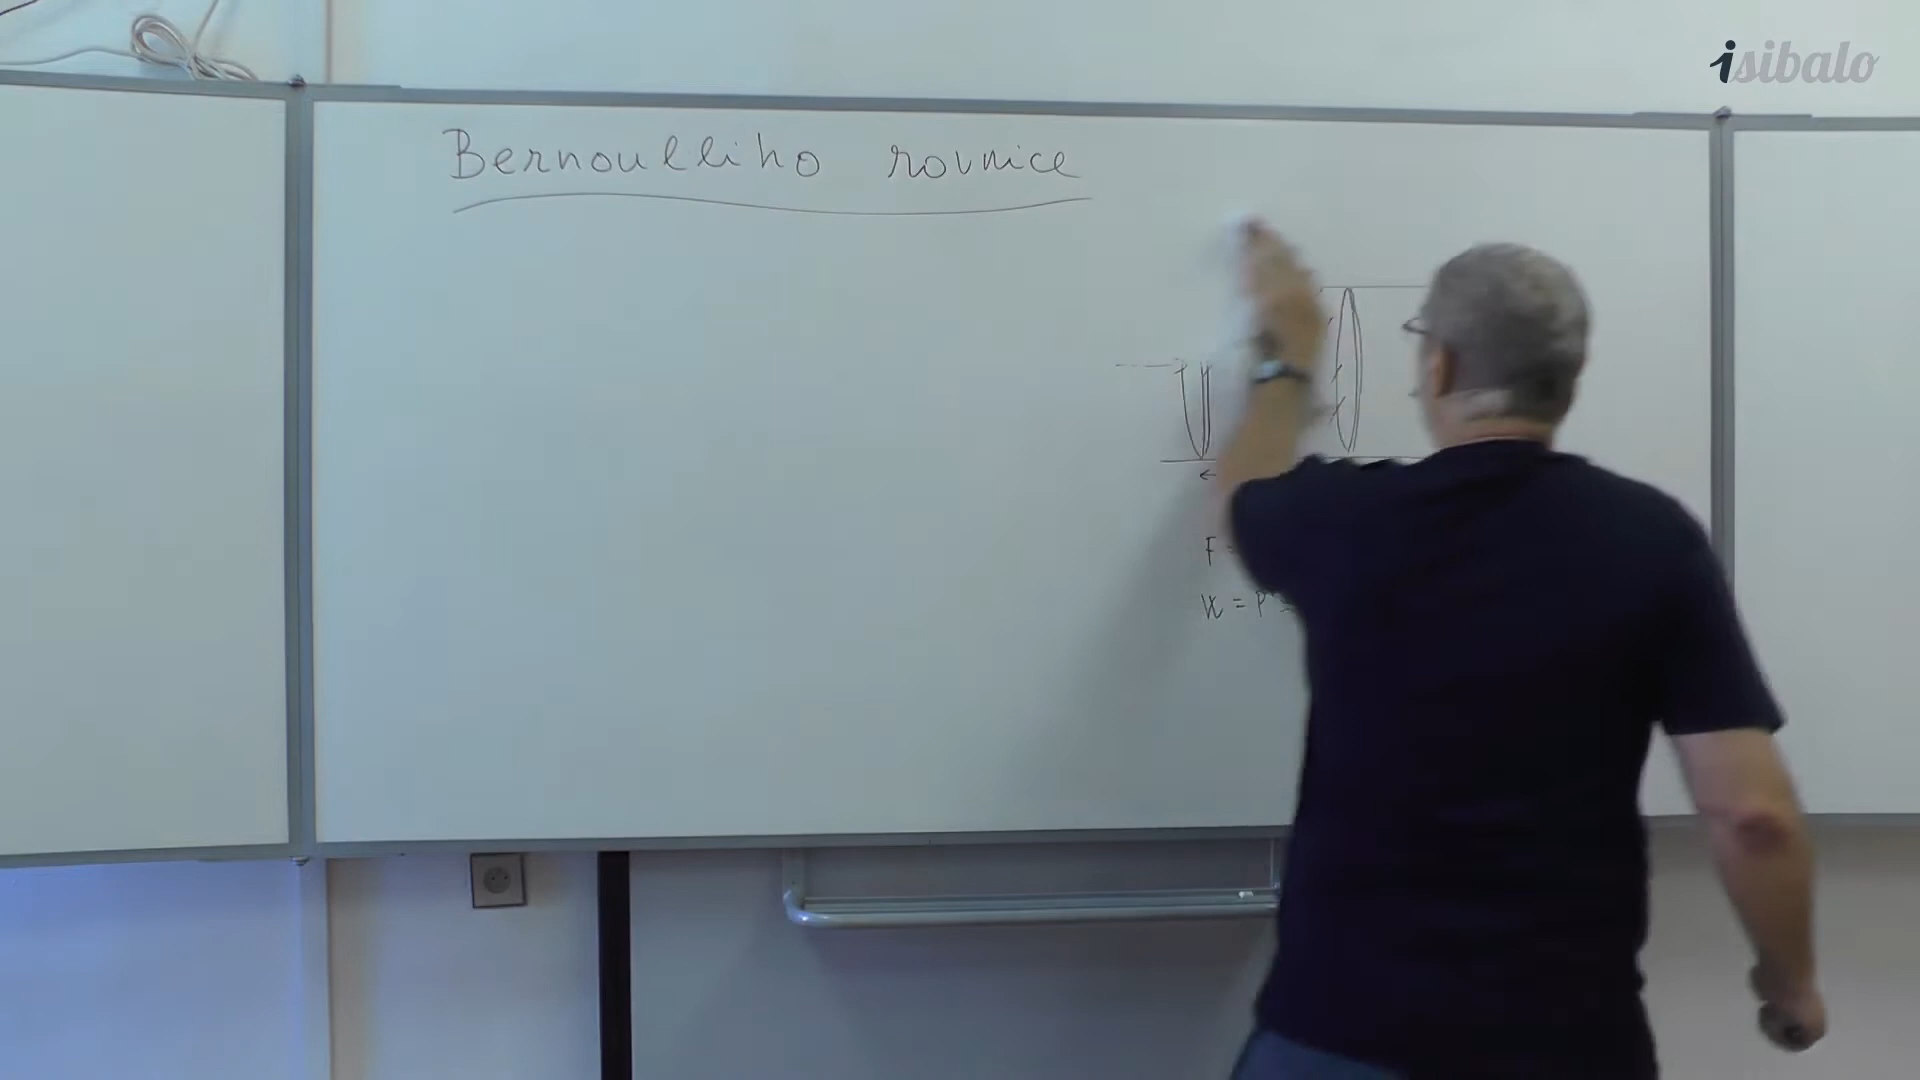 isibalo
Bernoulliho rovnice
F =
W = P